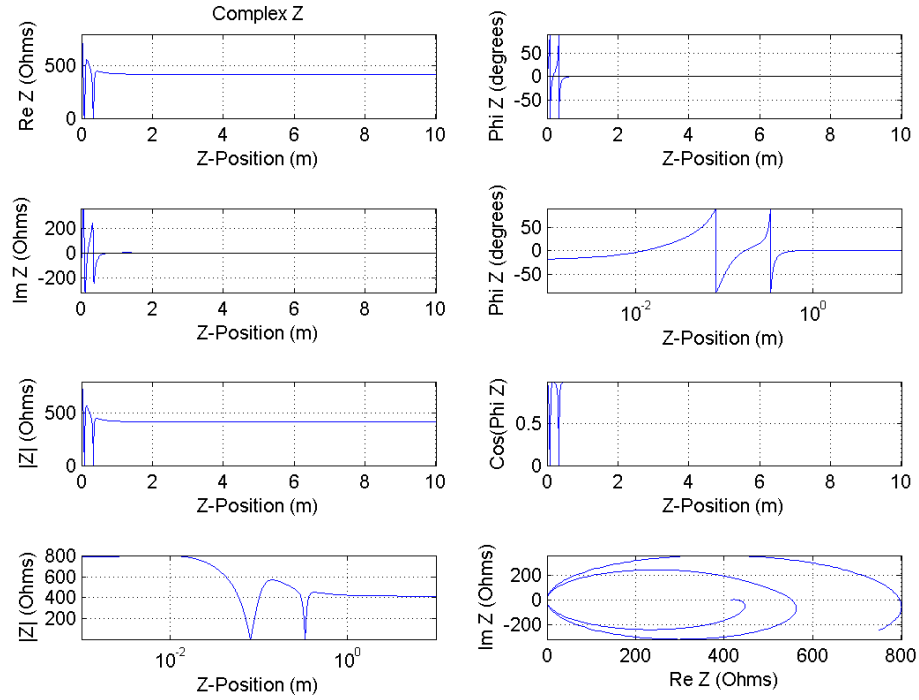 Complex Z
Re Z (Ohms)
500
0
0 2 4 6 8 10
Z-Position (m)
Phi Z (degrees)
50
0
-50
0 2 4 6 8 10
Z-Position (m)
Im Z (Ohms)
200
0
-200
0 2 4 6 8 10
Z-Position (m)
Phi Z (degrees)
50
0
-50
10^-2 10^0
Z-Position (m)
|Z| (Ohms)
500
0
0 2 4 6 8 10
Z-Position (m)
Cos(Phi Z)
0.5
0
0 2 4 6 8 10
Z-Position (m)
|Z| (Ohms)
800
600
400
200
10^-2 10^0
Z-Position (m)
Im Z (Ohms)
200
0
-200
0 200 400 600 800
Re Z (Ohms)